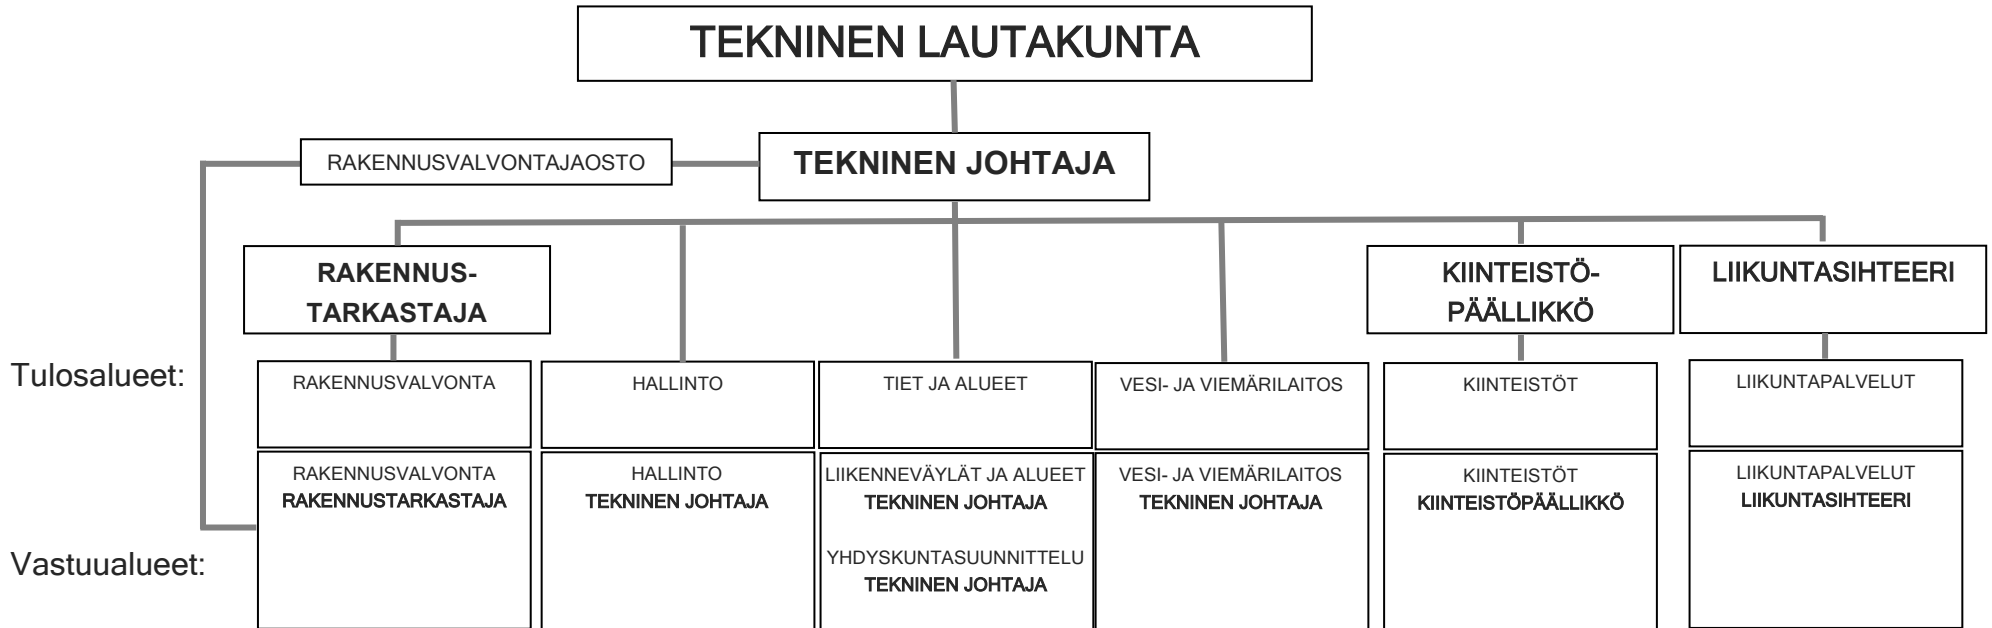 TEKNINEN LAUTAKUNTA
RAKENNUSVALVONTAJAOSTO
TEKNINEN JOHTAJA
RAKENNUS-
TARKASTAJA
KIINTEISTÖ-
PÄÄLLIKKÖ
LIIKUNTASIHTEERI
Tulosalueet:
RAKENNUSVALVONTA
HALLINTO
TIET JA ALUEET
VESI- JA VIEMÄRILAITOS
KIINTEISTÖT
LIIKUNTAPALVELUT
Vastuualueet:
RAKENNUSVALVONTA
RAKENNUSTARKASTAJA
HALLINTO
TEKNINEN JOHTAJA
LIIKENNEVÄYLÄT JA ALUEET
TEKNINEN JOHTAJA
YHDYSKUNTASUUNNITTELU
TEKNINEN JOHTAJA
VESI- JA VIEMÄRILAITOS
TEKNINEN JOHTAJA
KIINTEISTÖT
KIINTEISTÖPÄÄLLIKKÖ
LIIKUNTAPALVELUT
LIIKUNTASIHTEERI